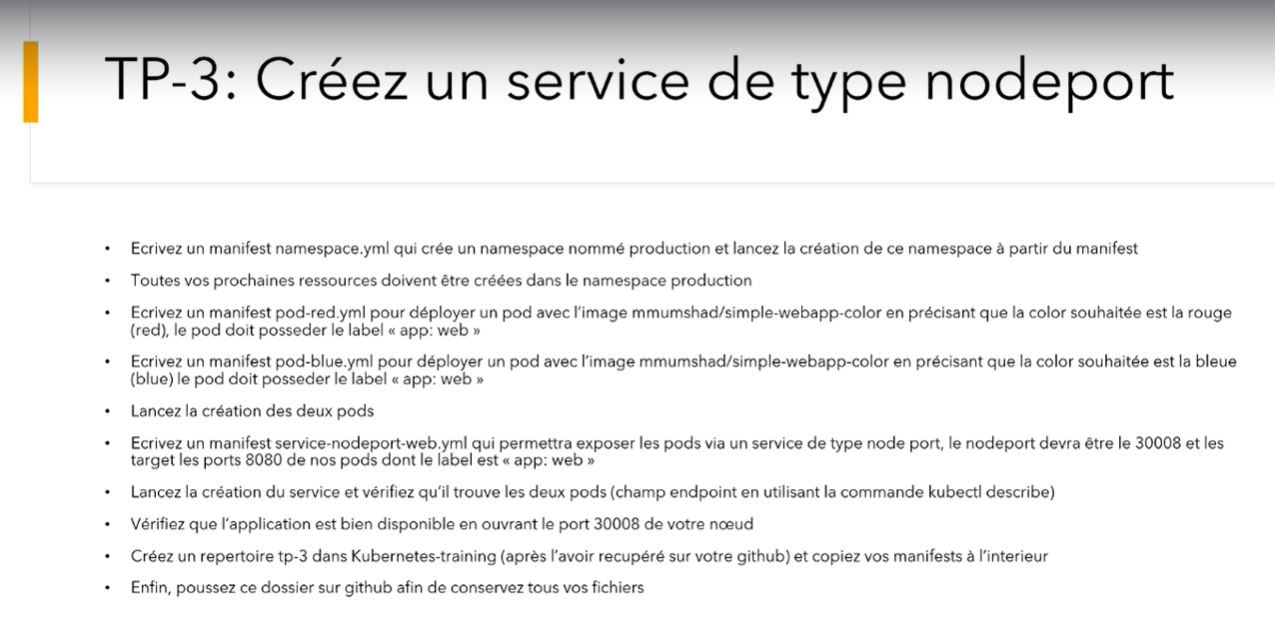 TP-3: Créez un service de type nodeport
• Ecrivez un manifest namespace.yml qui crée un namespace nommé production et lancez la création de ce namespace à partir du manifest
• Toutes vos prochaines ressources doivent être créées dans le namespace production
• Ecrivez un manifest pod-red.yml pour déployer un pod avec l'image mmumshad/simple-webapp-color en précisant que la color souhaitée est la rouge
(red), le pod doit posseder le label « app: web »
• Ecrivez un manifest pod-blue.yml pour déployer un pod avec l'image mmumshad/simple-webapp-color en précisant que la color souhaitée est la bleue
(blue) le pod doit posseder le label « app: web »
• Lancez la création des deux pods
• Ecrivez un manifest service-nodeport-web.yml qui permettra exposer les pods via un service de type node port, le nodeport devra être le 30008 et les
target les ports 8080 de nos pods dont le label est « app: web »
• Lancez la création du service et vérifiez qu'il trouve les deux pods (champ endpoint en utilisant la commande kubectl describe)
• Vérifiez que l'application est bien disponible en ouvrant le port 30008 de votre nœud
• Créez un repertoire tp-3 dans Kubernetes-training (après l'avoir recupéré sur votre github) et copiez vos manifests à l'interieur
• Enfin, poussez ce dossier sur github afin de conservez tous vos fichiers